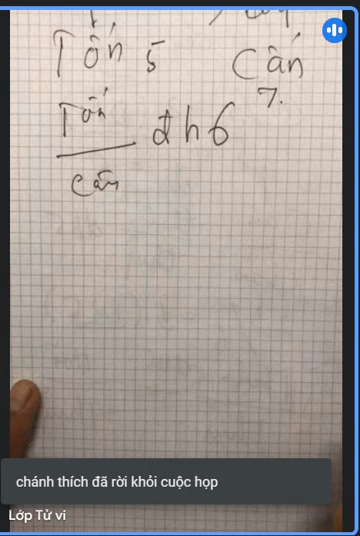 Tốn 5 Cấn
7.
Tốn đh6
Cấn
chánh thích đã rời khỏi cuộc họp
Lớp Tử vi